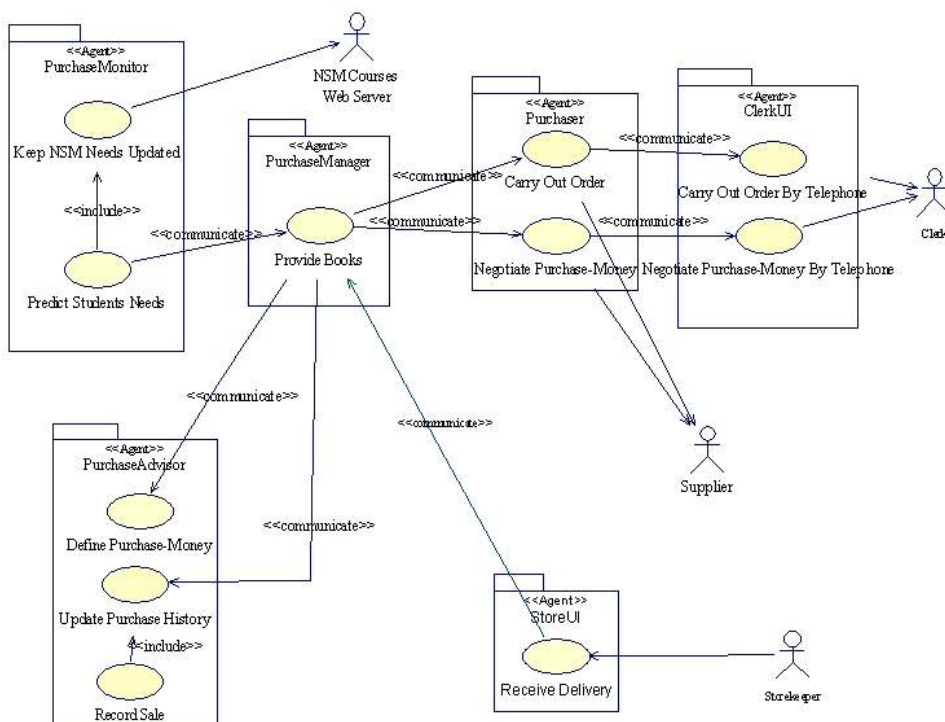 <<Agent>>
PurchaseMonitor
Keep NSM Needs Updated
<<include>>
Predict Students Needs
NSM Courses
Web Server
<<communicate>>
<<Agent>>
PurchaseManager
Provide Books
<<communicate>>
<<communicate>>
<<Agent>>
Purchaser
Carry Out Order
Negotiate Purchase-Money
<<communicate>>
<<communicate>>
<<Agent>>
ClerkUI
Carry Out Order By Telephone
Negotiate Purchase-Money By Telephone
Clerk
Supplier
<<communicate>>
<<communicate>>
<<communicate>>
<<Agent>>
PurchaseAdvisor
Define Purchase-Money
Update Purchase History
<<include>>
Record Sale
<<Agent>>
StoreUI
Receive Delivery
Storekeeper